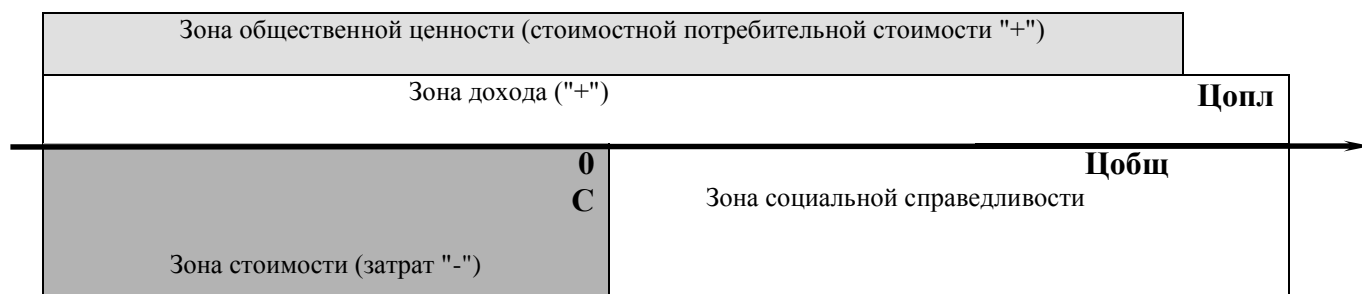 Зона общественной ценности (стоимостной потребительной стоимости "+")
Зона дохода ("+")
Цопл
0
Цобщ
С
Зона социальной справедливости
Зона стоимости (затрат "-")